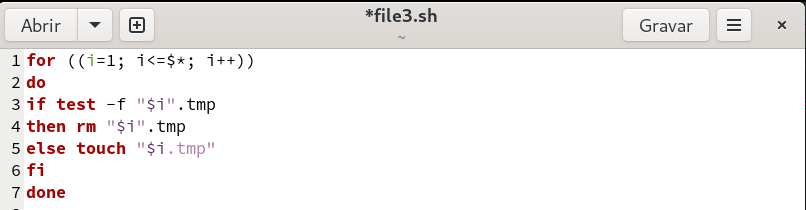 Abrir
*file3.sh
~
Gravar
1 for ((i=1; i<=$*; i++))
2 do
3 if test -f "$i".tmp
4 then rm "$i".tmp
5 else touch "$i.tmp"
6 fi
7 done